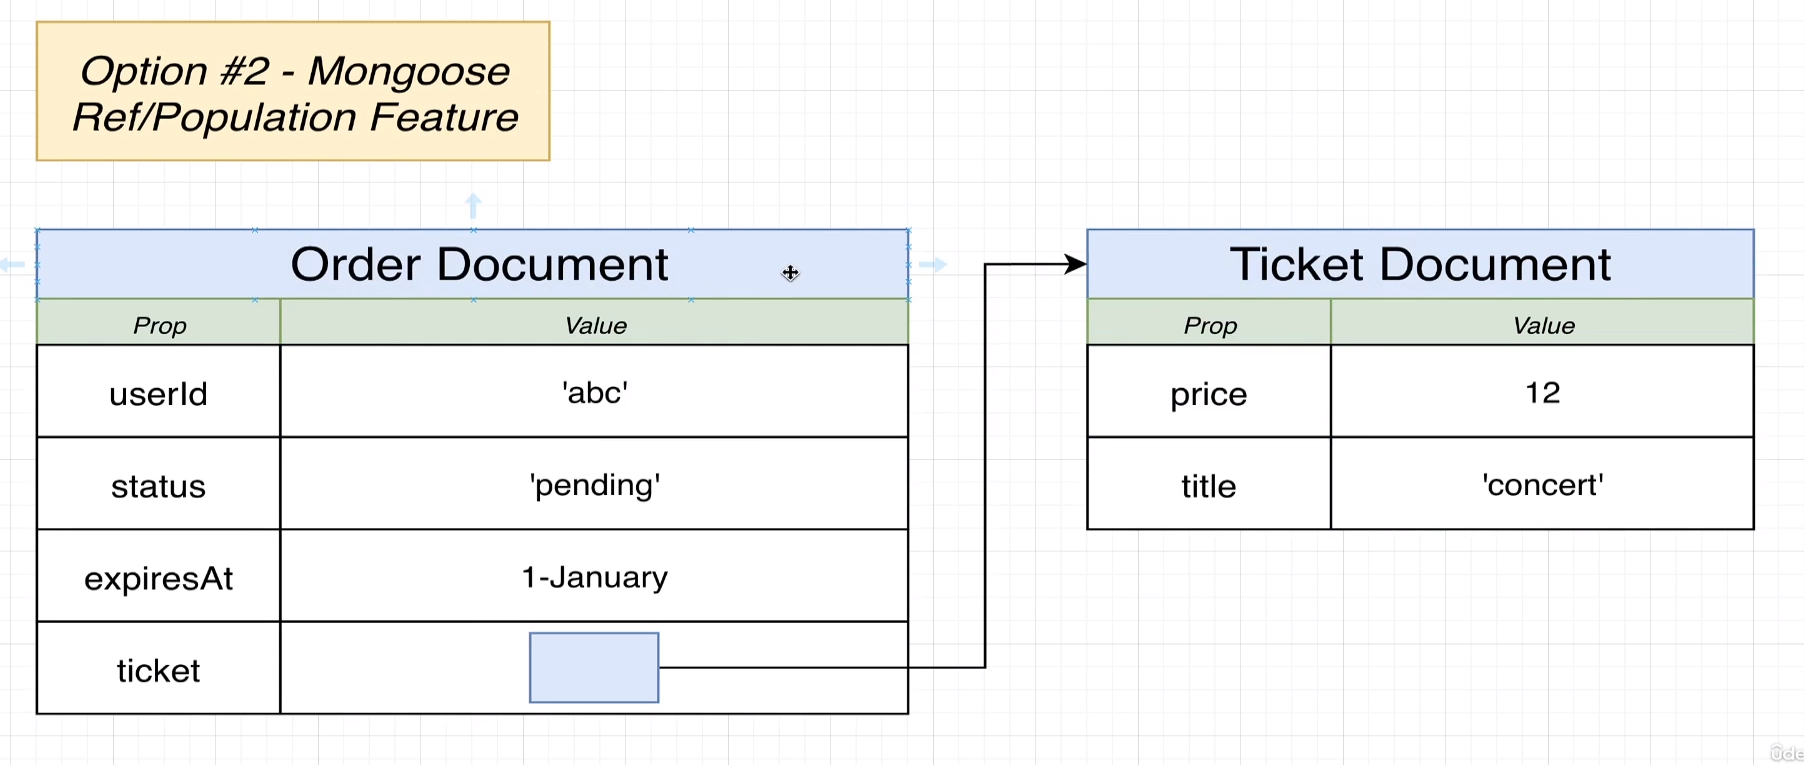 Option #2 - Mongoose
Ref/Population Feature
Order Document
Prop Value
userId 'abc'
status 'pending'
expiresAt 1-January
ticket
Ticket Document
Prop Value
price 12
title 'concert'